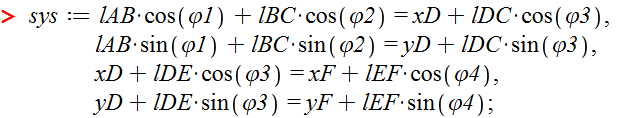 > sys := lAB·cos(φ1) + lBC·cos(φ2) = xD + lDC·cos(φ3),
lAB·sin(φ1) + lBC·sin(φ2) = yD + lDC·sin(φ3),
xD + lDE·cos(φ3) = xF + lEF·cos(φ4),
yD + lDE·sin(φ3) = yF + lEF·sin(φ4);